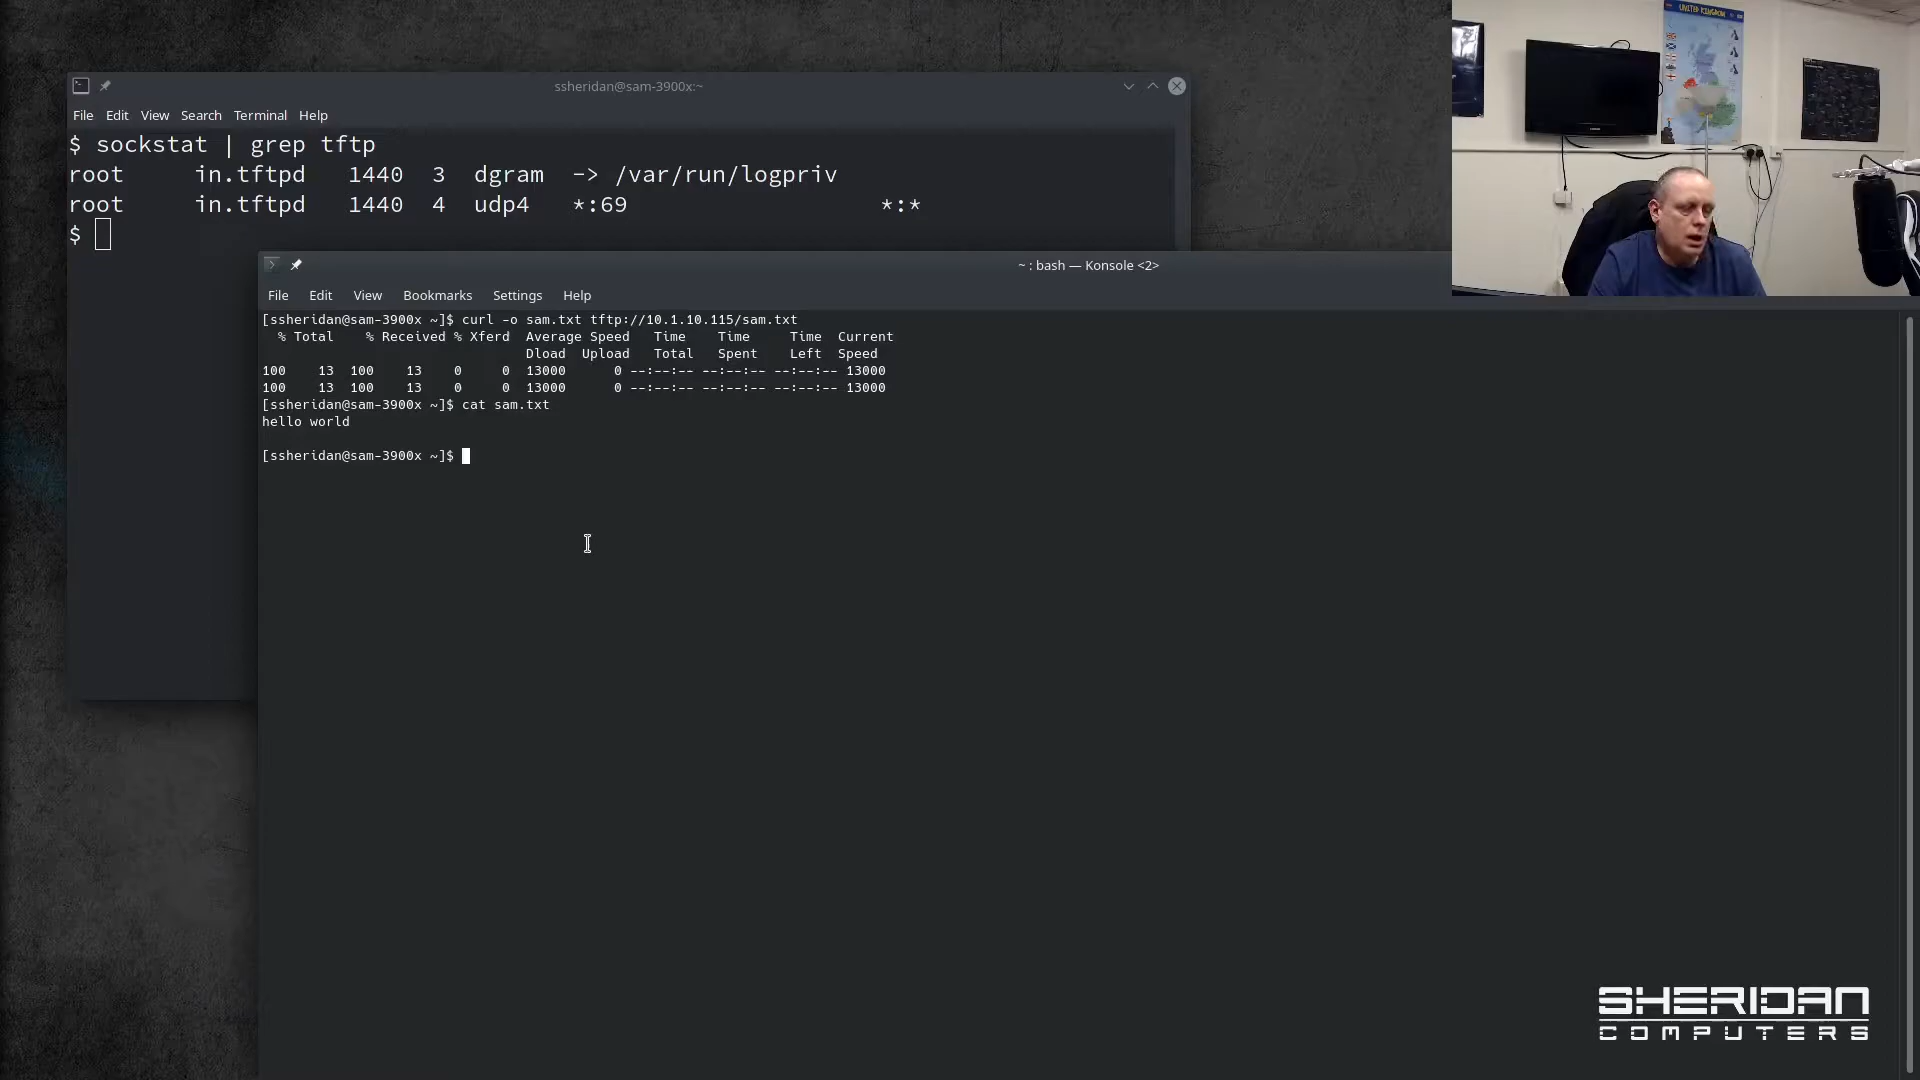 UNITED KINGDOM
ssheridan@sam-3900x:~
File Edit View Search Terminal Help
$ sockstat | grep tftp
root in.tftpd 1440 3 dgram -> /var/run/logpriv
root in.tftpd 1440 4 udp4 *:69 *:*
$
~ : bash — Konsole <2>
File Edit View Bookmarks Settings Help
[ssheridan@sam-3900x ~]$ curl -o sam.txt tftp://10.1.10.115/sam.txt
% Total % Received % Xferd Average Speed Time Time Time Current
Dload Upload Total Spent Left Speed
100 13 100 13 0 0 13000 0 --:--:-- --:--:-- --:--:-- 13000
100 13 100 13 0 0 13000 0 --:--:-- --:--:-- --:--:-- 13000
[ssheridan@sam-3900x ~]$ cat sam.txt
hello world
[ssheridan@sam-3900x ~]$
SHERIDAN
COMPUTERS